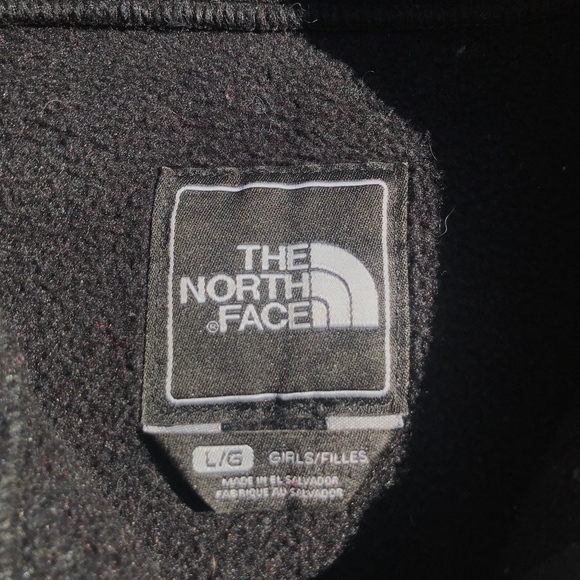 THE
NORTH
®FACE
L/G GIRLS/FILLES
MADE IN EL SALVADOR
FABRIQUE AU SALVADOR